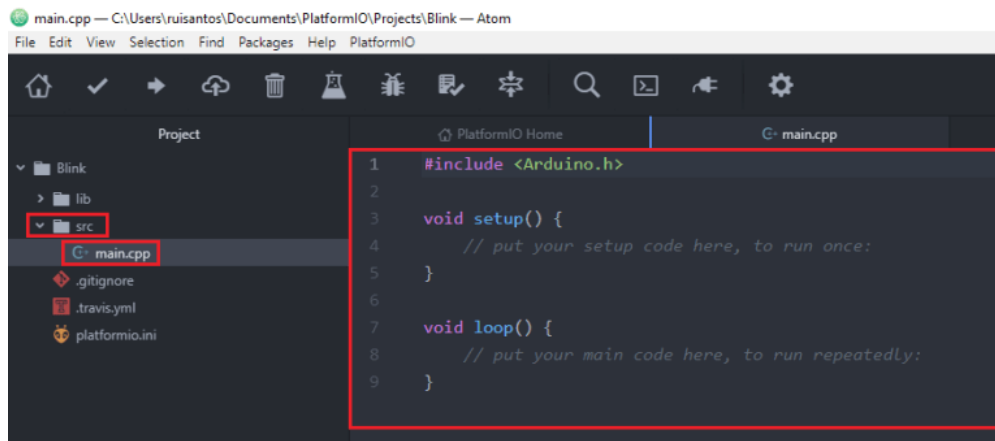 main.cpp — C:\Users\ruisantos\Documents\PlatformIO\Projects\Blink — Atom
File Edit View Selection Find Packages Help PlatformIO
Project
PlatformIO Home
main.cpp
Blink
lib
src
main.cpp
.gitignore
.travis.yml
platformio.ini
1 #include <Arduino.h>
2
3 void setup() {
4     // put your setup code here, to run once:
5 }
6
7 void loop() {
8     // put your main code here, to run repeatedly:
9 }